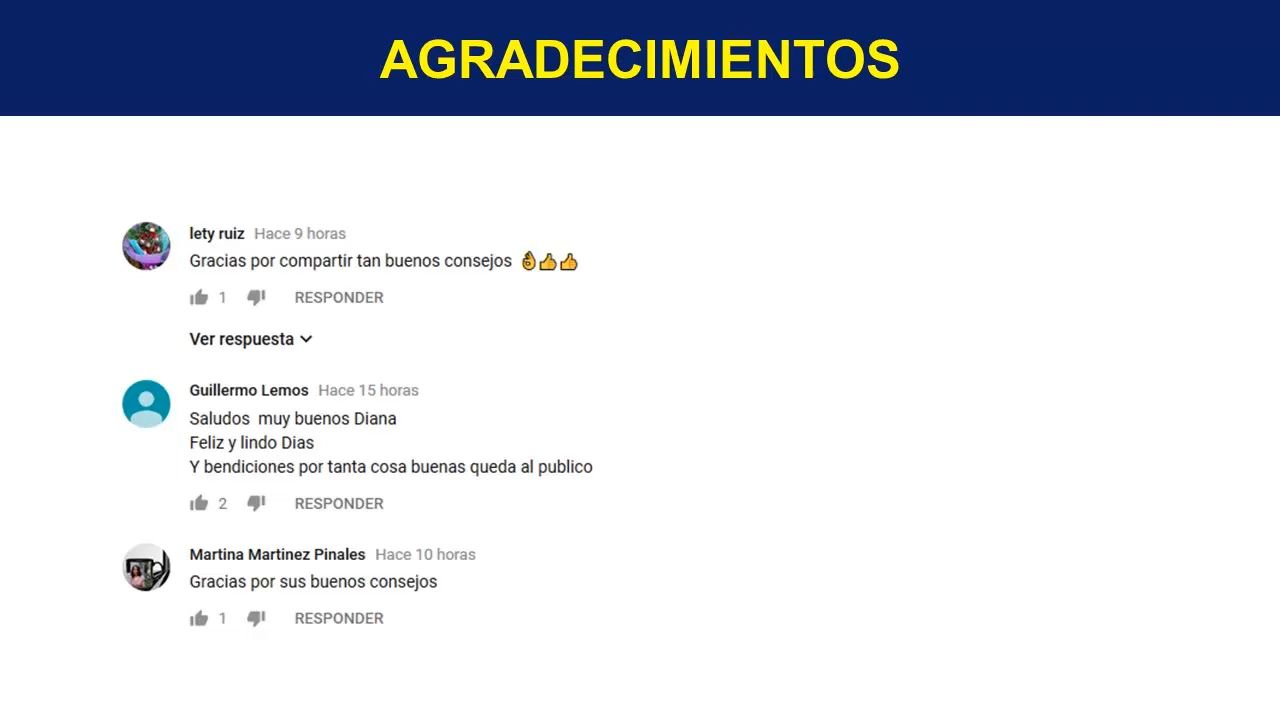 AGRADECIMIENTOS
lety ruiz Hace 9 horas
Gracias por compartir tan buenos consejos 👌👍👍
1 RESPONDER
Ver respuesta
Guillermo Lemos Hace 15 horas
Saludos muy buenos Diana
Feliz y lindo Dias
Y bendiciones por tanta cosa buenas queda al publico
2 RESPONDER
Martina Martinez Pinales Hace 10 horas
Gracias por sus buenos consejos
1 RESPONDER